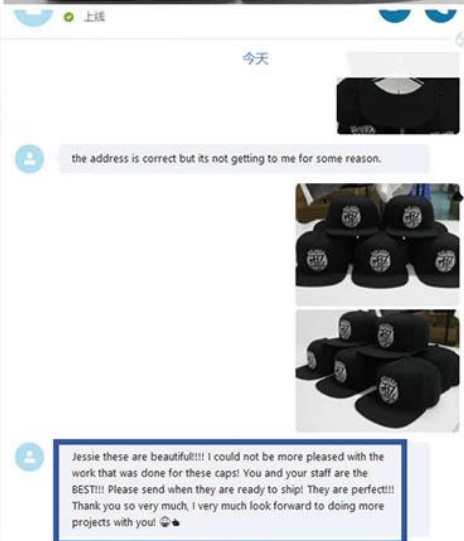 上线
今天
the address is correct but its not getting to me for some reason.
Jessie these are beautiful!!!! I could not be more pleased with the
work that was done for these caps! You and your staff are the
BEST!!! Please send when they are ready to ship! They are perfect!!!
Thank you so very much, I very much look forward to doing more
projects with you!